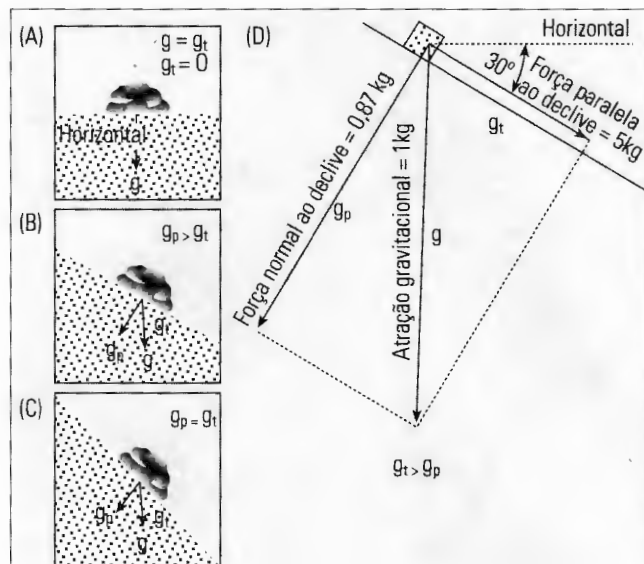 (A)
g = gt
gt = 0
Horizontal
g
(B)
gp > gt
gt
gp
g
(C)
gp = gt
gt
gp
g
(D)
Horizontal
30º
Força paralela
ao declive = 5kg
gt
Força normal ao declive = 0,87 kg
gp
Atração gravitacional = 1kg
g
gt > gp